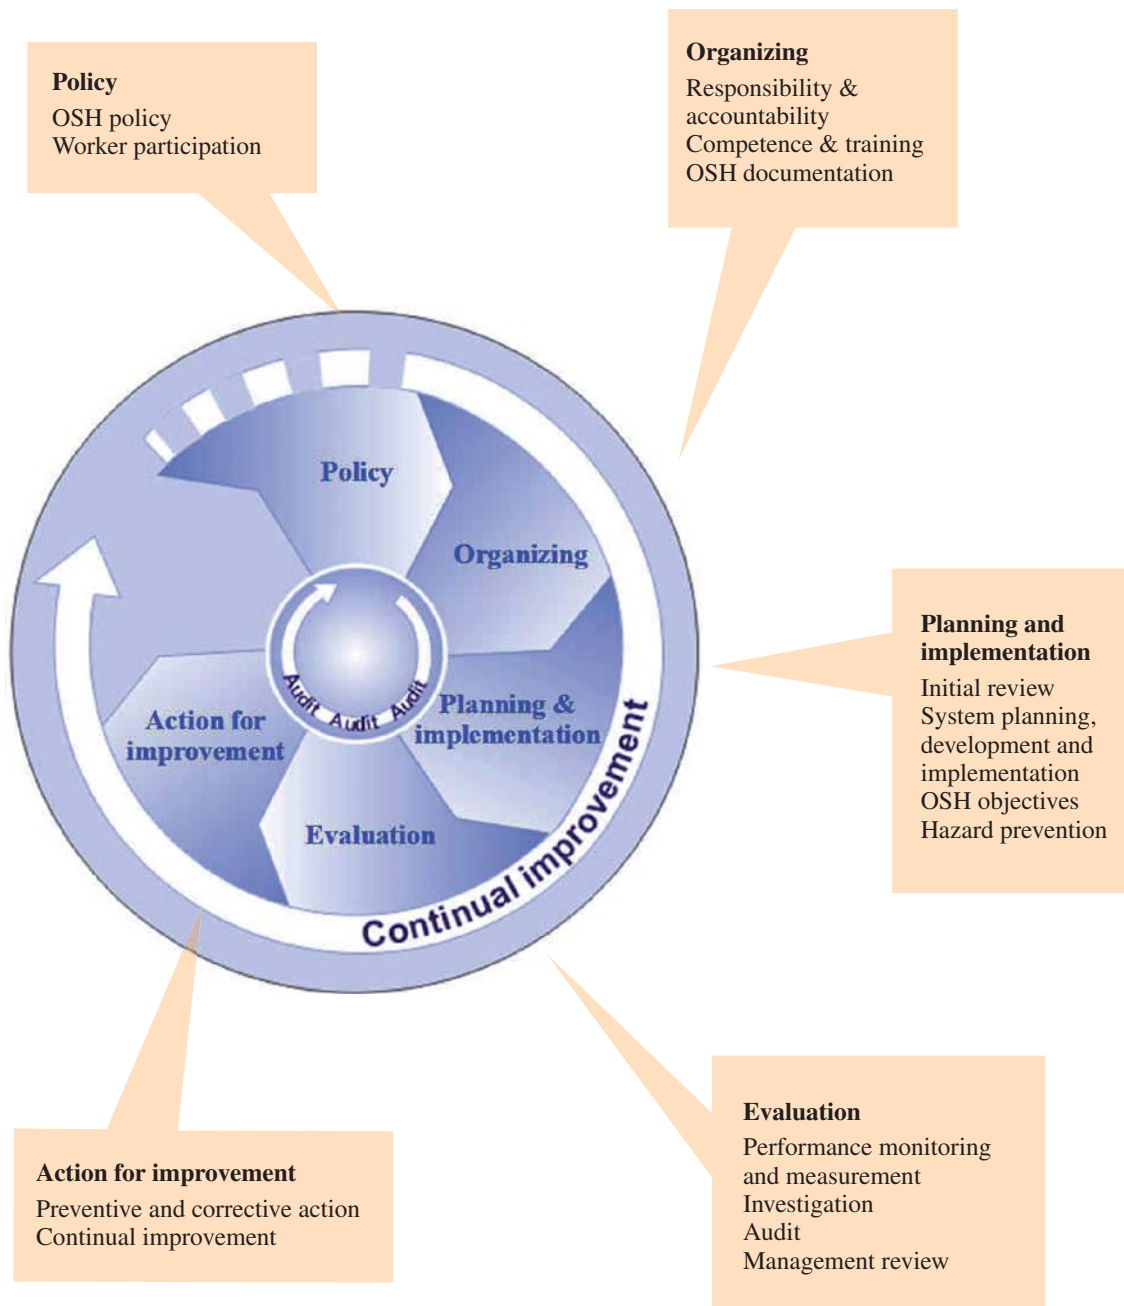 Policy
OSH policy
Worker participation
Organizing
Responsibility &
accountability
Competence & training
OSH documentation
Policy
Organizing
Planning &
implementation
Evaluation
Action for
improvement
Audit Audit Audit
Continual improvement
Planning and
implementation
Initial review
System planning,
development and
implementation
OSH objectives
Hazard prevention
Evaluation
Performance monitoring
and measurement
Investigation
Audit
Management review
Action for improvement
Preventive and corrective action
Continual improvement